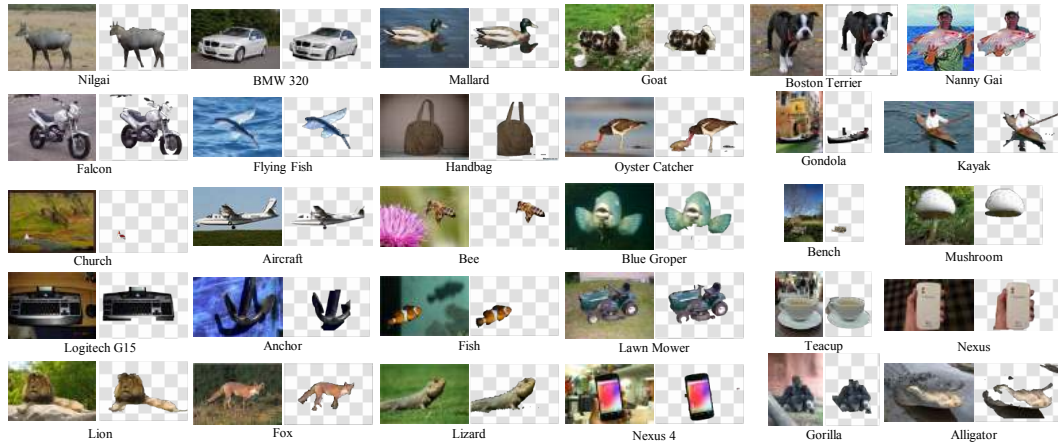 Nilgai
BMW 320
Mallard
Goat
Boston Terrier
Nanny Gai
Falcon
Flying Fish
Handbag
Oyster Catcher
Gondola
Kayak
Church
Aircraft
Bee
Blue Groper
Bench
Mushroom
Logitech G15
Anchor
Fish
Lawn Mower
Teacup
Nexus
Lion
Fox
Lizard
Nexus 4
Gorilla
Alligator